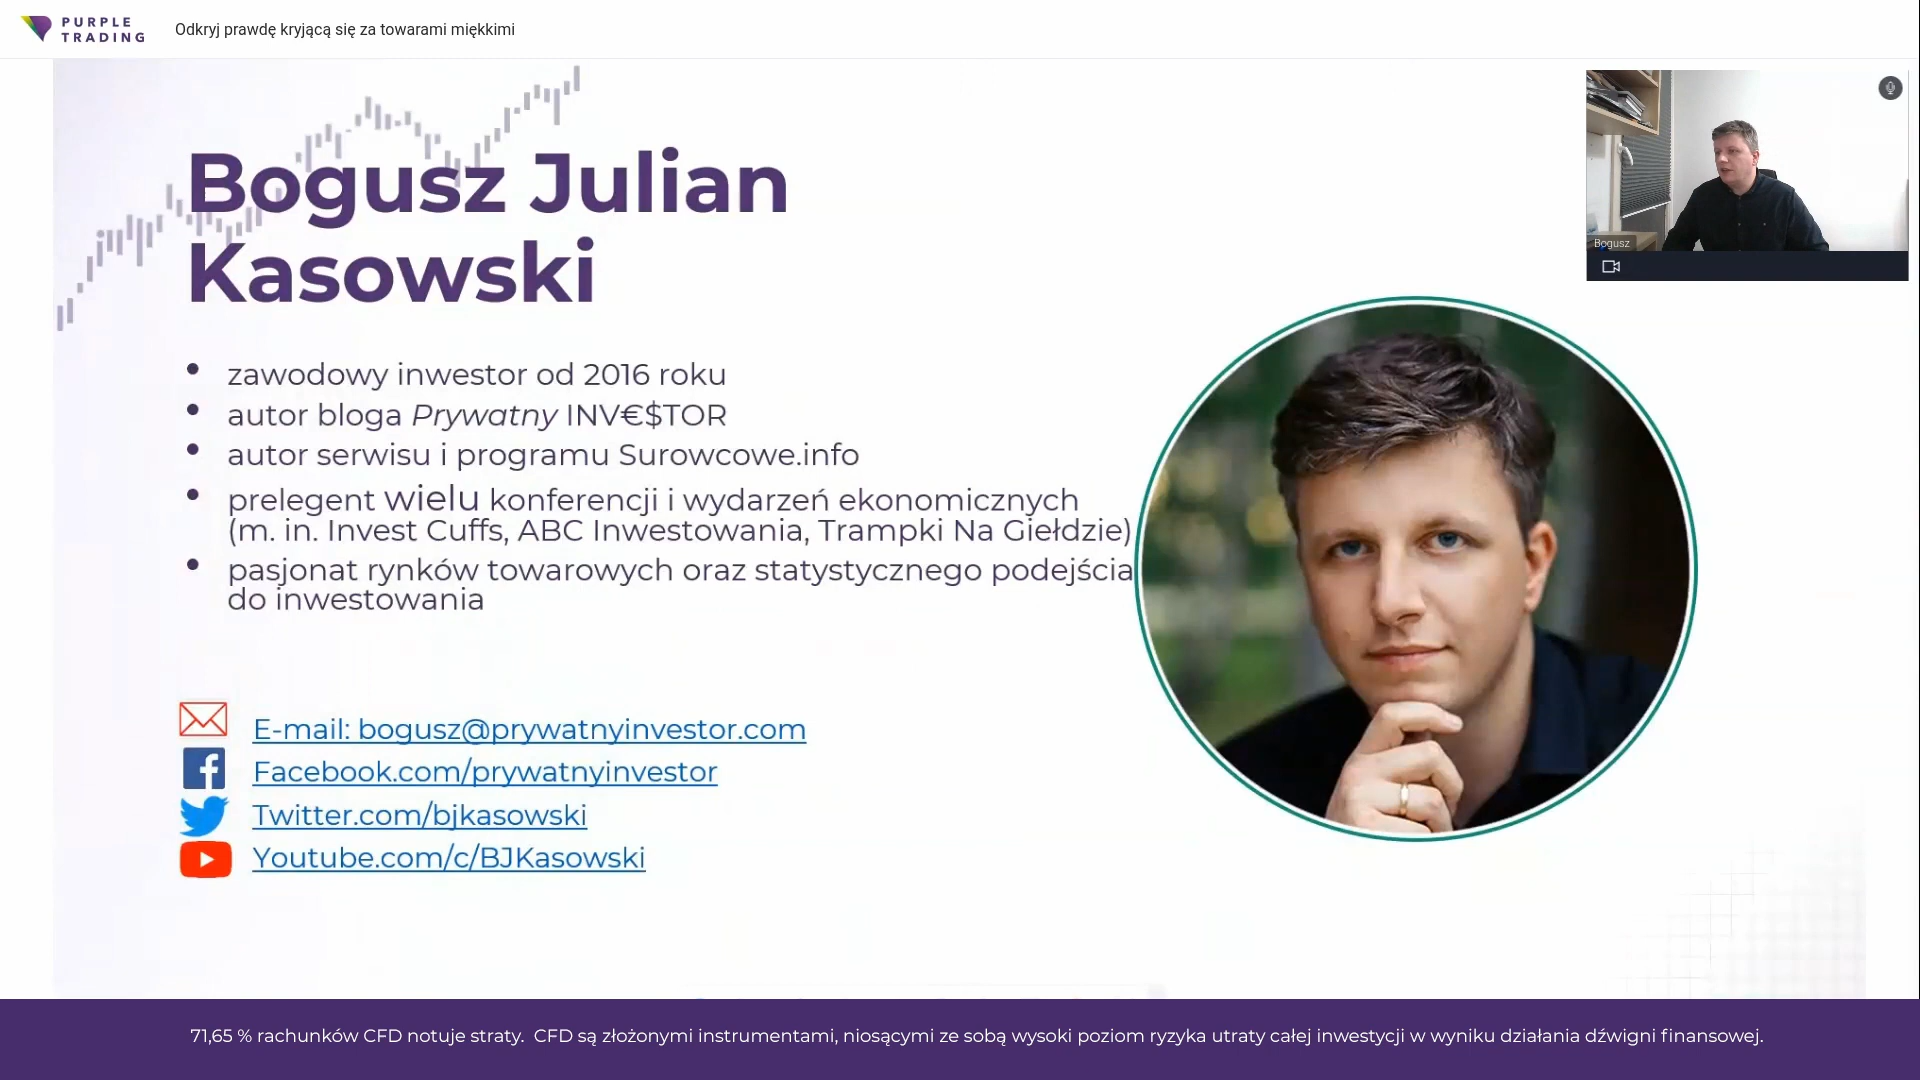 PURPLE
TRADING
Odkryj prawdę kryjącą się za towarami miękkimi
Bogusz Julian
Kasowski
• zawodowy inwestor od 2016 roku
• autor bloga Prywatny INV€$TOR
• autor serwisu i programu Surowcowe.info
• prelegent wielu konferencji i wydarzeń ekonomicznych
(m. in. Invest Cuffs, ABC Inwestowania, Trampki Na Giełdzie)
• pasjonat rynków towarowych oraz statystycznego podejścia
do inwestowania
E-mail: bogusz@prywatnyinvestor.com
Facebook.com/prywatnyinvestor
Twitter.com/bjkasowski
Youtube.com/c/BJKasowski
Bogusz
71,65 % rachunków CFD notuje straty. CFD są złożonymi instrumentami, niosącymi ze sobą wysoki poziom ryzyka utraty całej inwestycji w wyniku działania dźwigni finansowej.